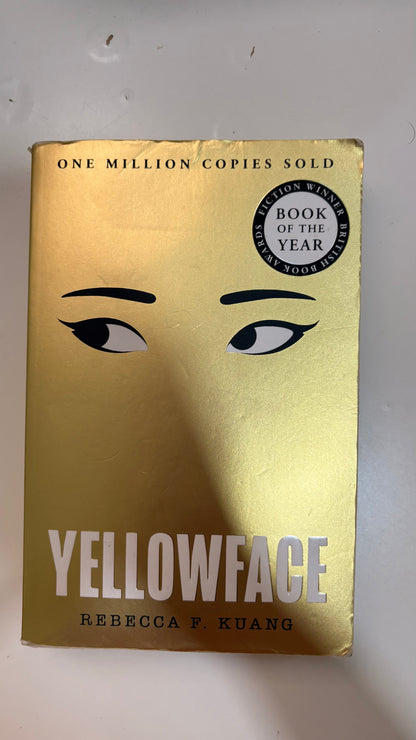 ONE MILLION COPIES SOLD
FICTION WINNER
BOOK
OF THE
YEAR
BRITISH BOOK AWARDS
YELLOWFACE
REBECCA F. KUANG